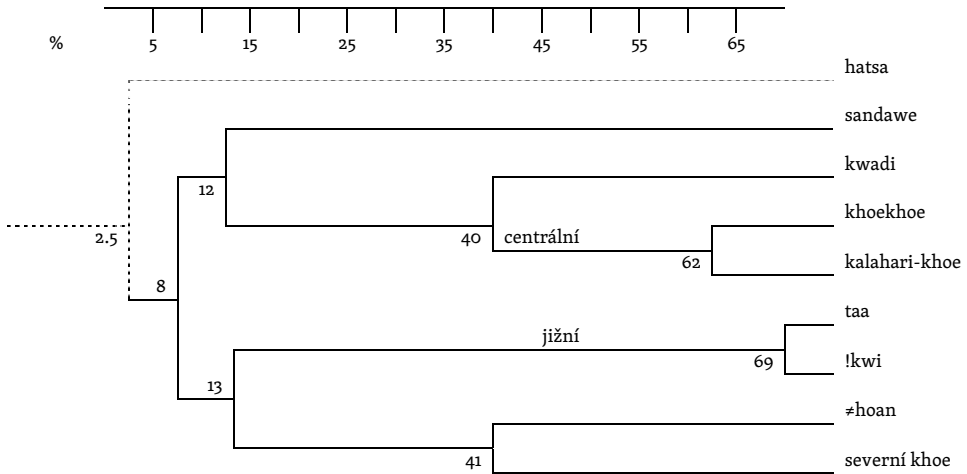 % 5 15 25 35 45 55 65
hatsa
sandawe
kwadi
12
khoekhoe
2.5 40 centrální
62 kalahari-khoe
8
taa
jižní
69 !kwi
13
≠hoan
41 severní khoe